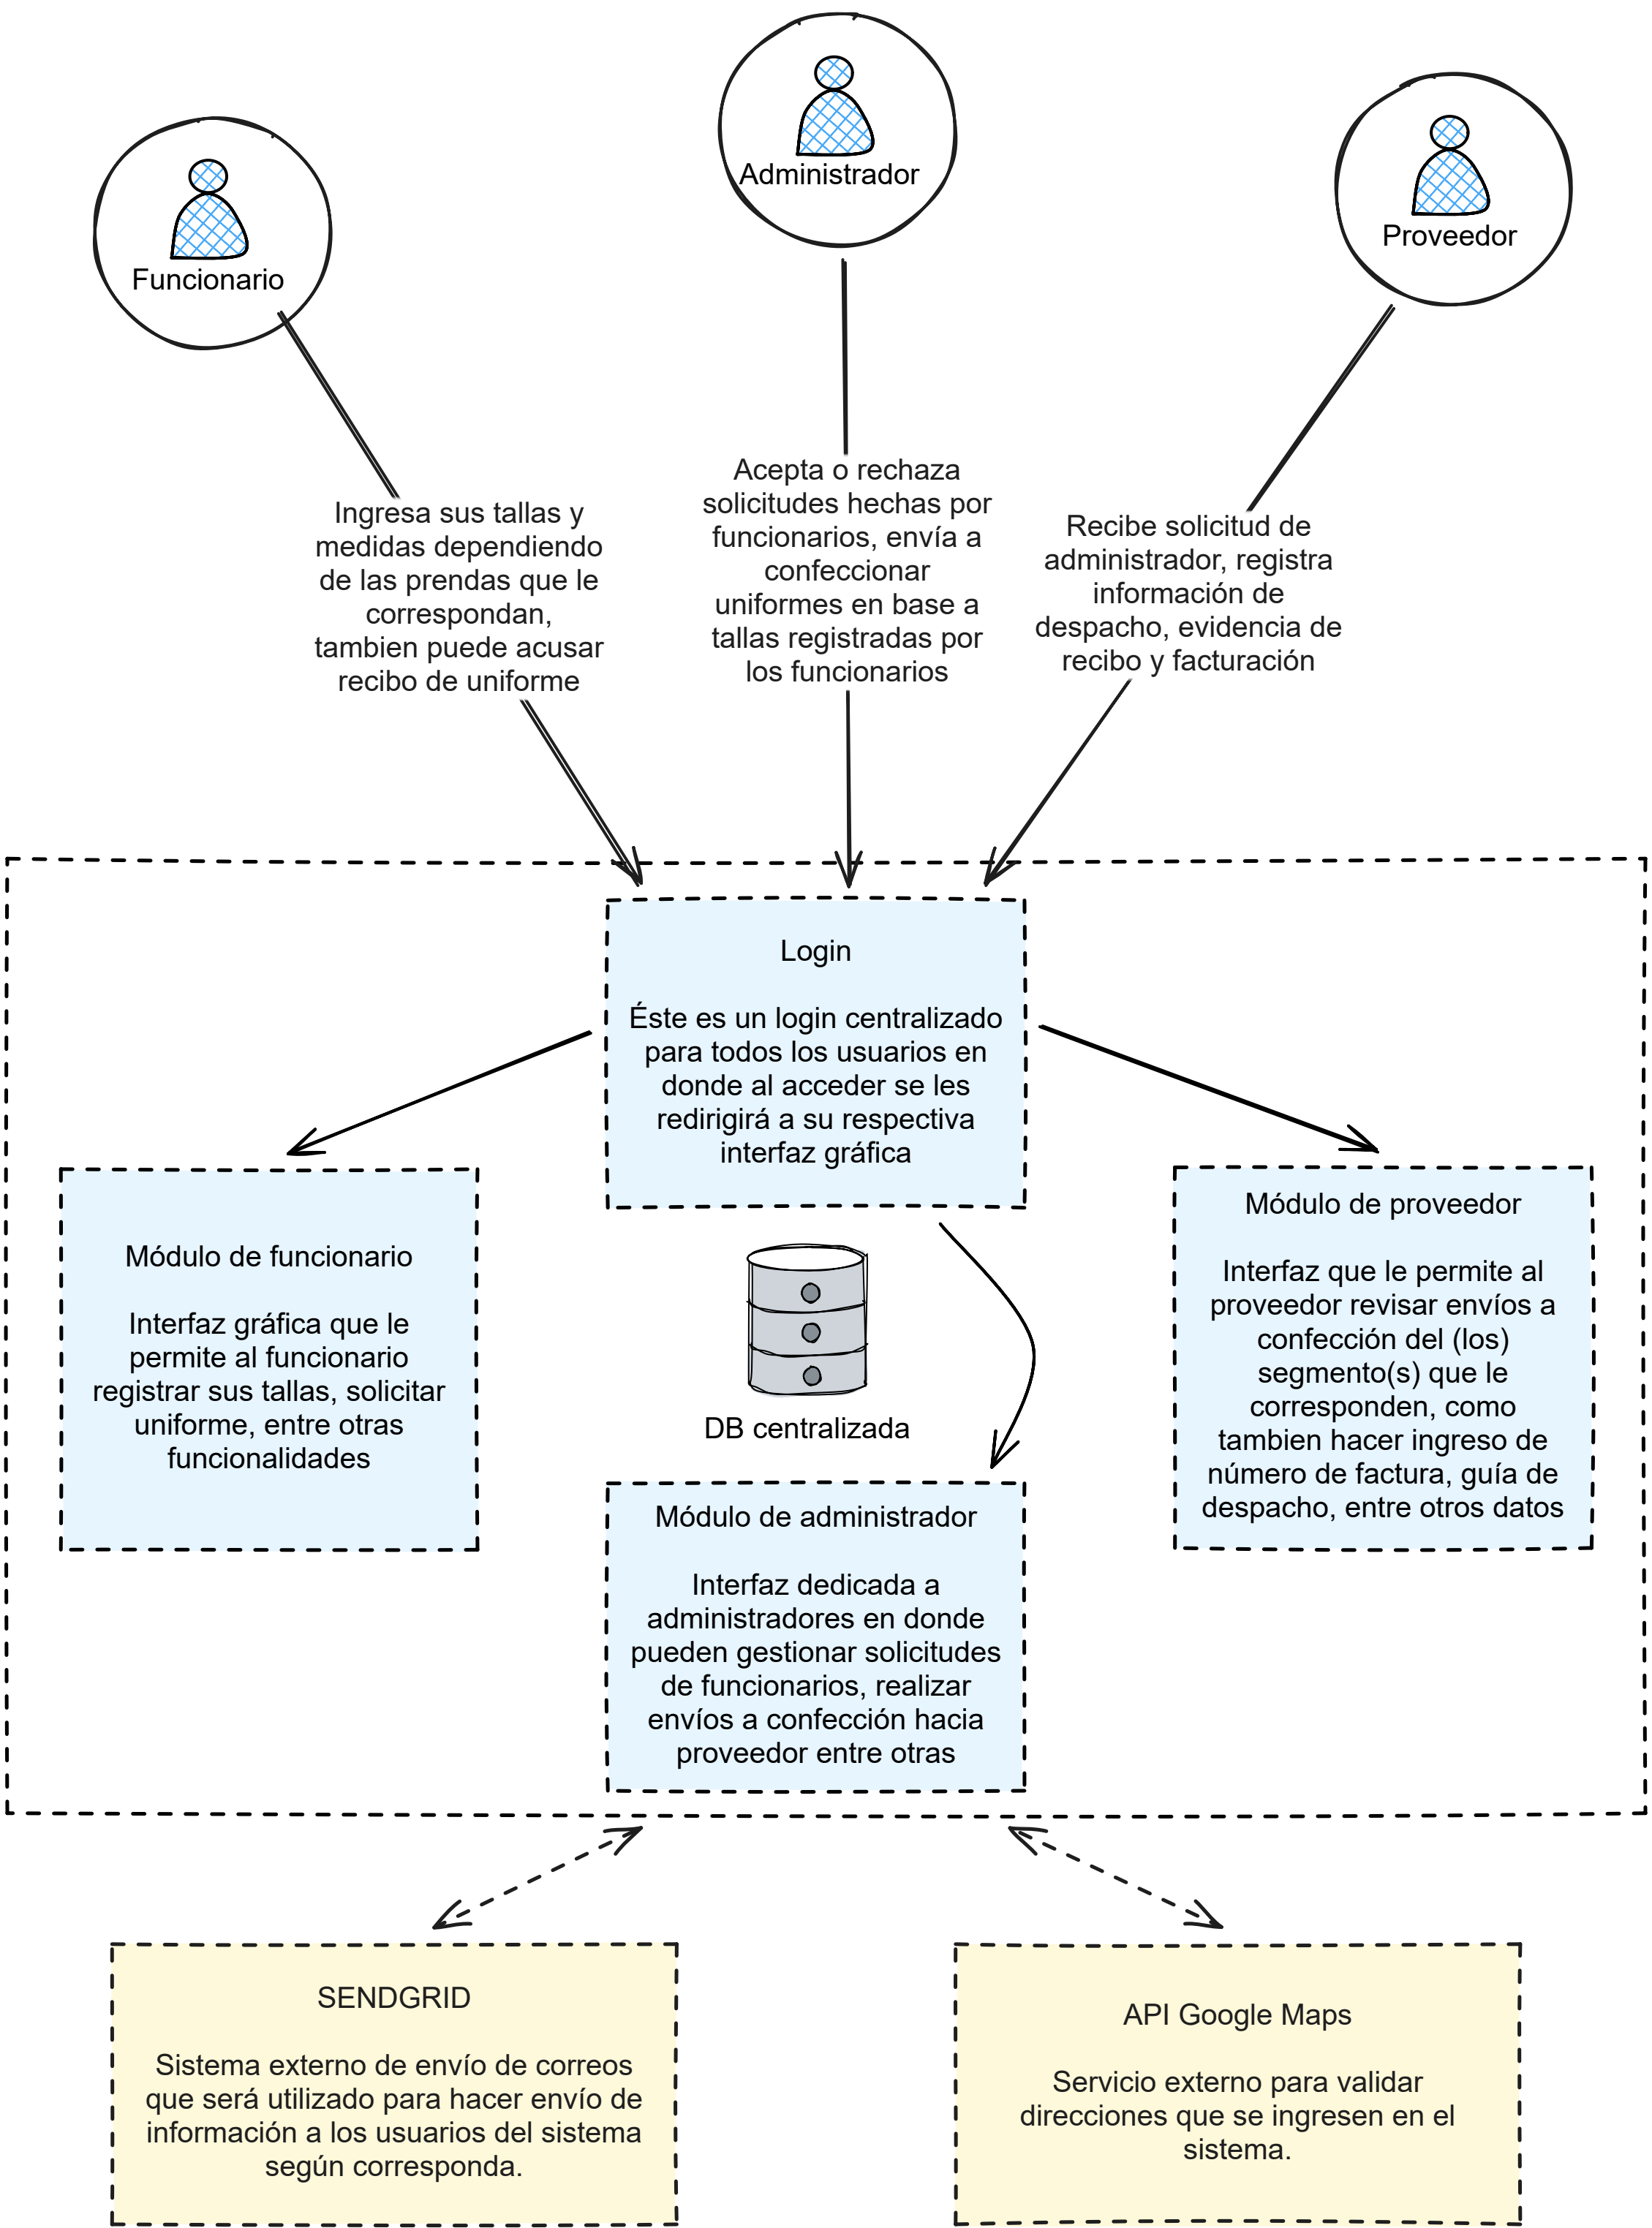 Administrador
Proveedor
Funcionario
Ingresa sus tallas y
medidas dependiendo
de las prendas que le
correspondan,
tambien puede acusar
recibo de uniforme
Acepta o rechaza
solicitudes hechas por
funcionarios, envía a
confeccionar
uniformes en base a
tallas registradas por
los funcionarios
Recibe solicitud de
administrador, registra
información de
despacho, evidencia de
recibo y facturación
Login
Éste es un login centralizado
para todos los usuarios en
donde al acceder se les
redirigirá a su respectiva
interfaz gráfica
Módulo de funcionario
Interfaz gráfica que le
permite al funcionario
registrar sus tallas, solicitar
uniforme, entre otras
funcionalidades
DB centralizada
Módulo de proveedor
Interfaz que le permite al
proveedor revisar envíos a
confección del (los)
segmento(s) que le
corresponden, como
tambien hacer ingreso de
número de factura, guía de
despacho, entre otros datos
Módulo de administrador
Interfaz dedicada a
administradores en donde
pueden gestionar solicitudes
de funcionarios, realizar
envíos a confección hacia
proveedor entre otras
SENDGRID
Sistema externo de envío de correos
que será utilizado para hacer envío de
información a los usuarios del sistema
según corresponda.
API Google Maps
Servicio externo para validar
direcciones que se ingresen en el
sistema.